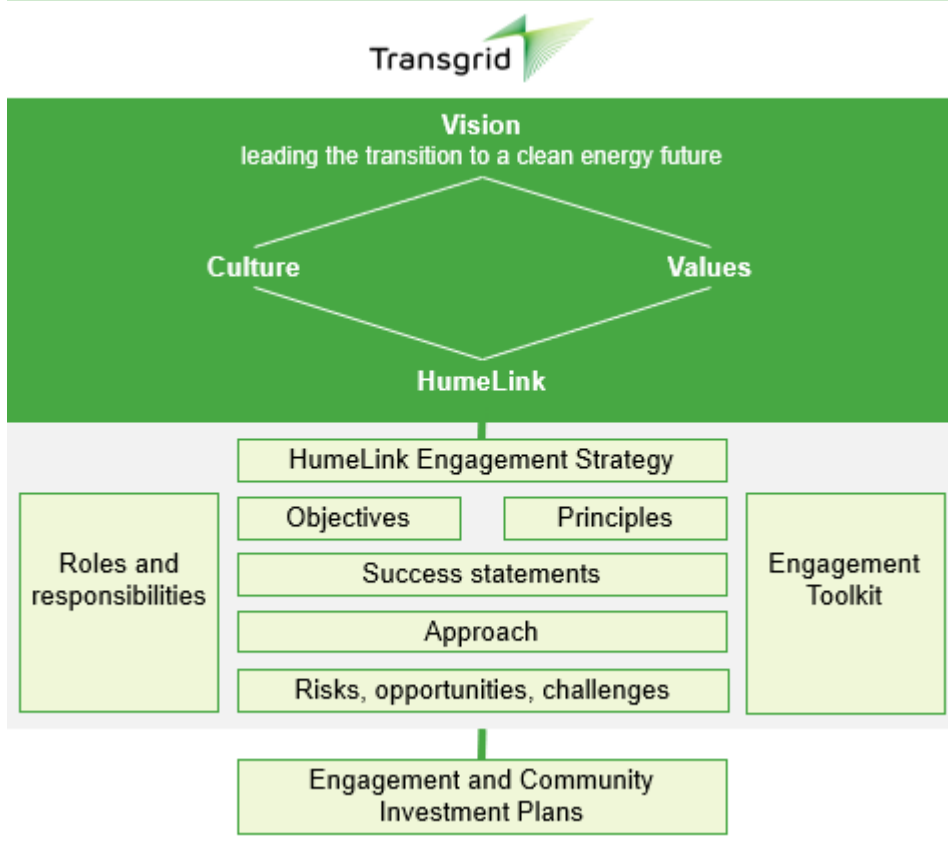 Transgrid
Vision
leading the transition to a clean energy future
Culture
Values
HumeLink
HumeLink Engagement Strategy
Objectives
Principles
Roles and
responsibilities
Success statements
Engagement
Toolkit
Approach
Risks, opportunities, challenges
Engagement and Community
Investment Plans